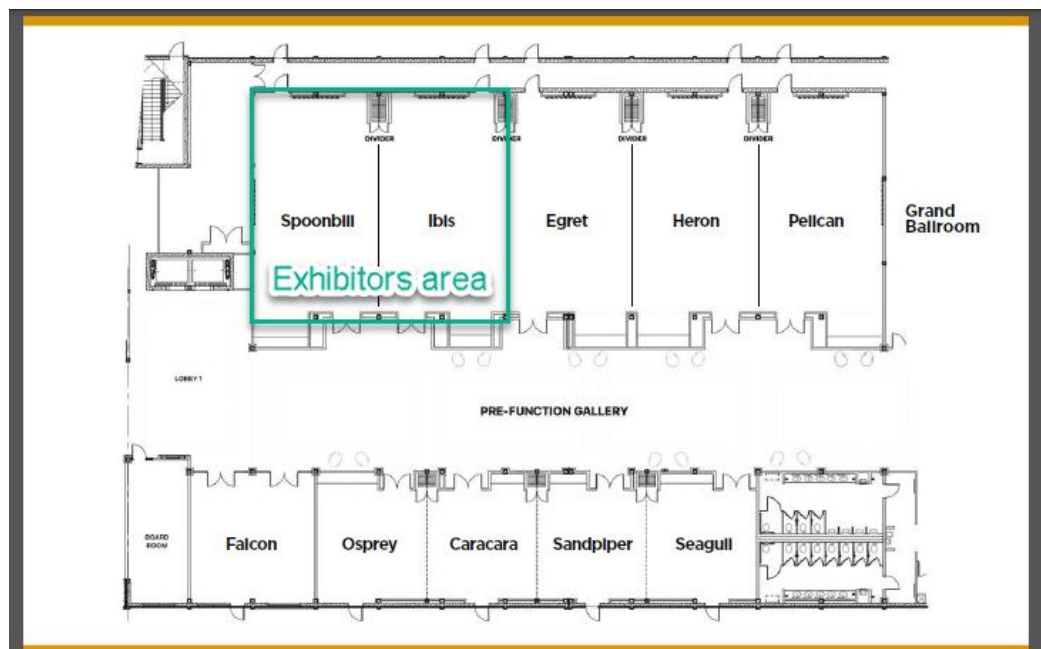 DIVIDER
DIVIDER
DIVIDER
DIVIDER
Spoonbill
Ibis
Egret
Heron
Pelican
Grand
Ballroom
Exhibitors area
LOBBY 1
PRE-FUNCTION GALLERY
BOARD
ROOM
Falcon
Osprey
Caracara
Sandpiper
Seagull